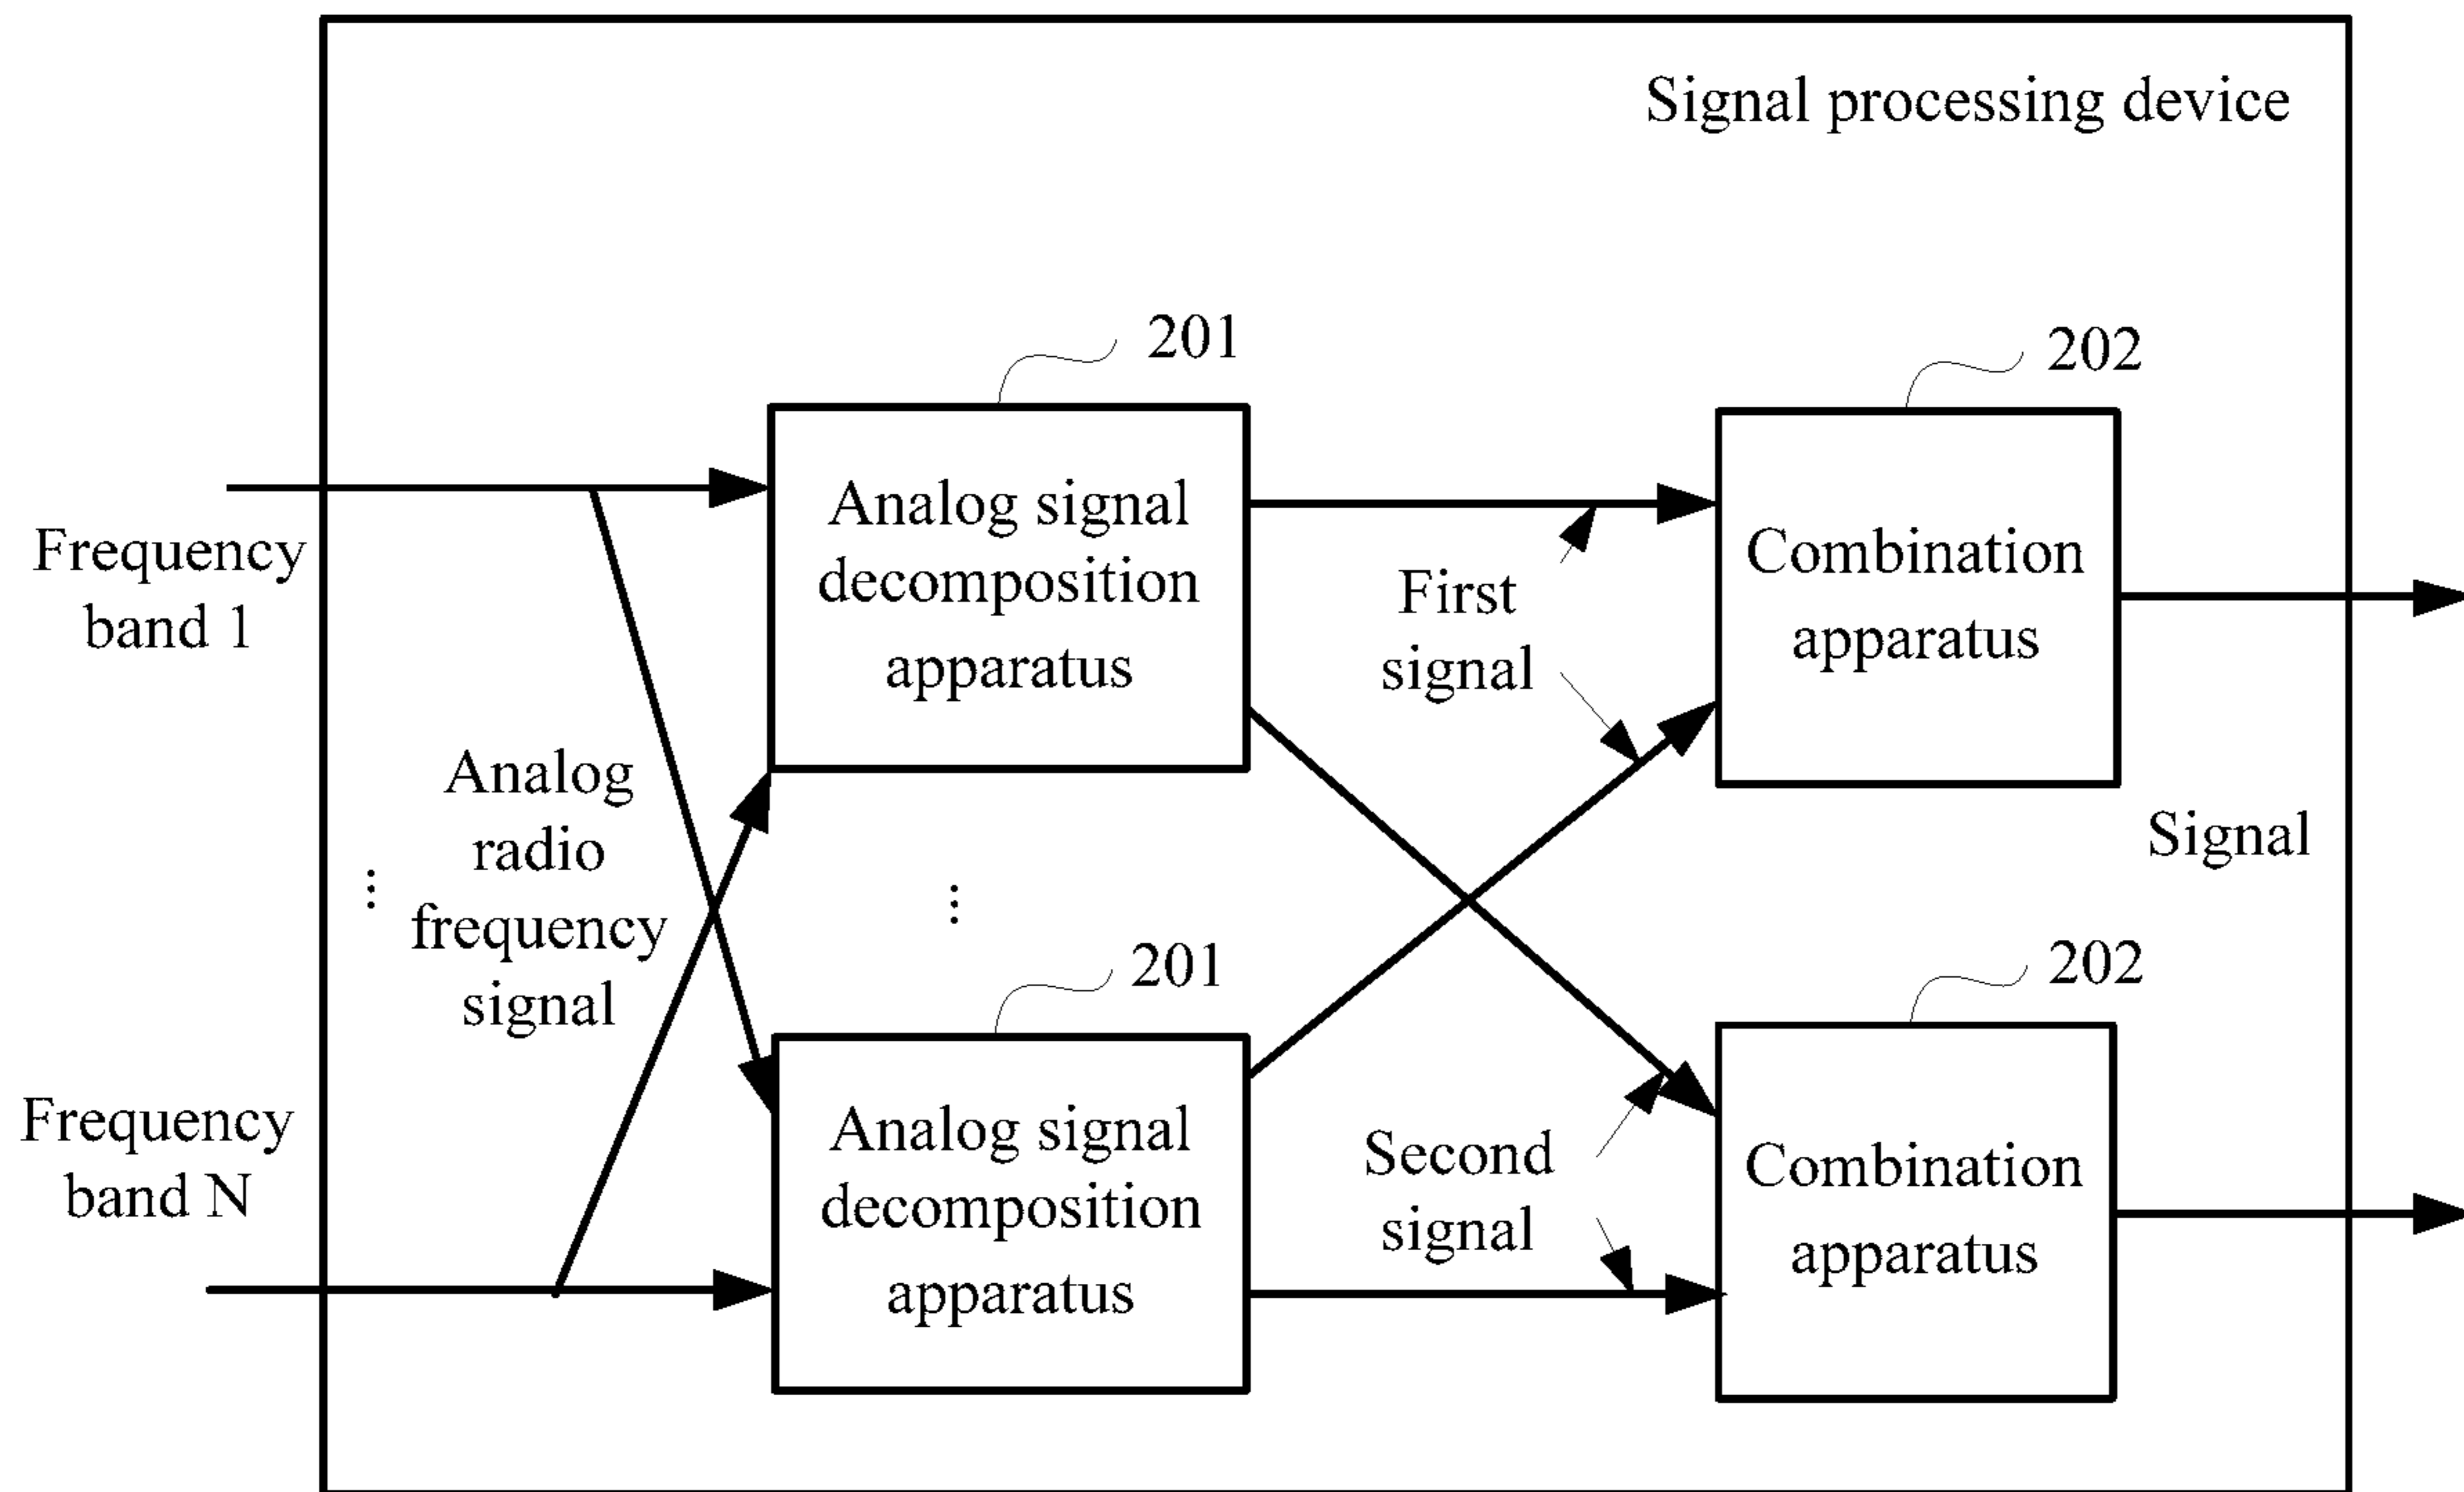 Signal processing device
201
202
Frequency
band 1
Analog signal
decomposition
apparatus
First
signal
Combination
apparatus
Analog
radio
frequency
signal
⋮
⋮
Signal
201
202
Frequency
band N
Analog signal
decomposition
apparatus
Second
signal
Combination
apparatus